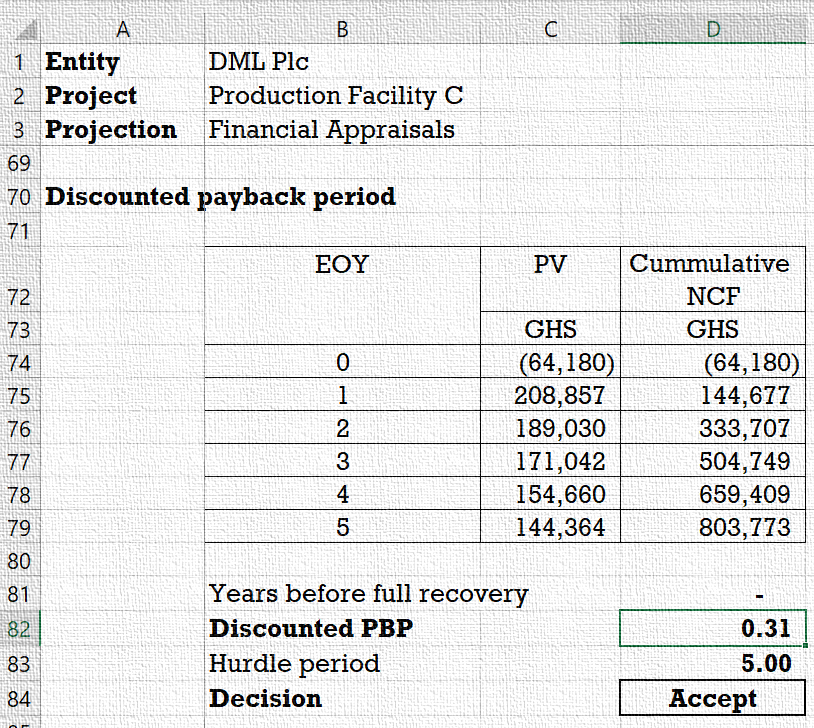 A B C D
1 Entity DML Plc
2 Project Production Facility C
3 Projection Financial Appraisals
69
70 Discounted payback period
71
EOY PV Cummulative
72 NCF
73 GHS GHS
74 0 (64,180) (64,180)
75 1 208,857 144,677
76 2 189,030 333,707
77 3 171,042 504,749
78 4 154,660 659,409
79 5 144,364 803,773
80
81 Years before full recovery -
82 Discounted PBP 0.31
83 Hurdle period 5.00
84 Decision Accept
85